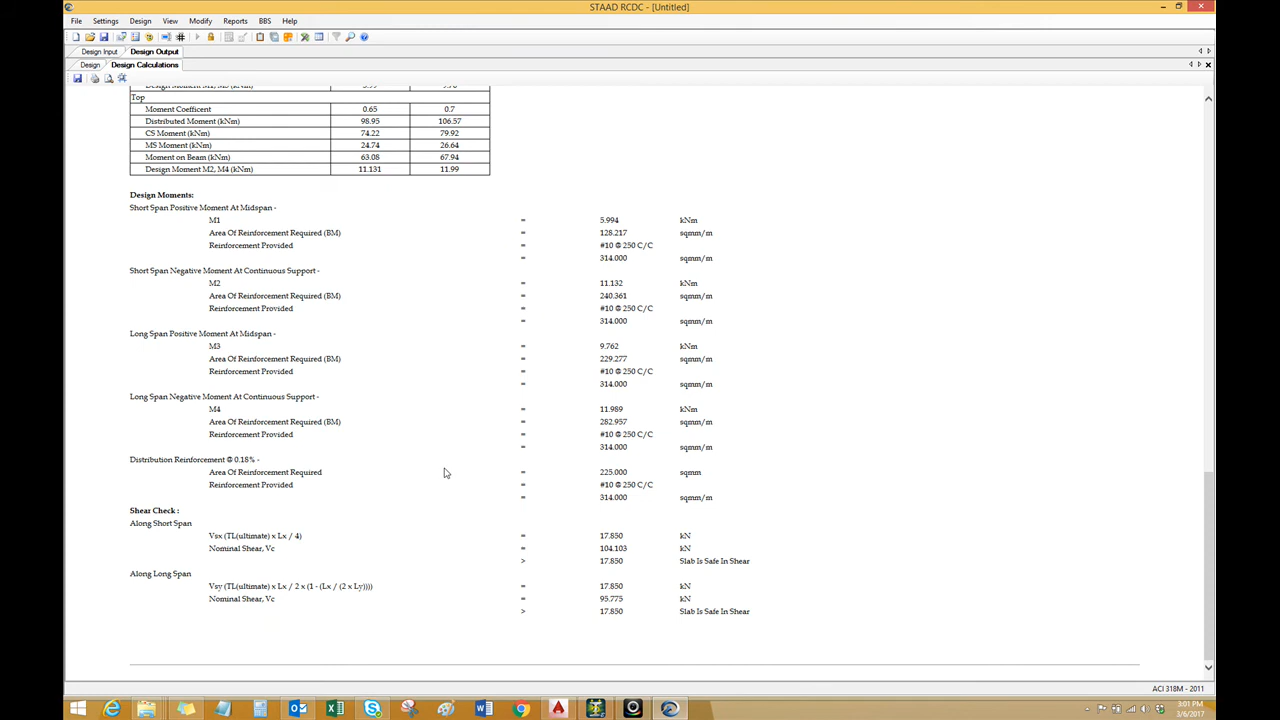 STAAD RCDC - [Untitled]
File Settings Design View Modify Reports BBS Help
Design Input Design Output
Design Design Calculations
Top
Moment Coefficent 0.65 0.7
Distributed Moment (kNm) 98.95 106.57
CS Moment (kNm) 74.22 79.92
MS Moment (kNm) 24.74 26.64
Moment on Beam (kNm) 63.08 67.94
Design Moment M2, M4 (kNm) 11.131 11.99
Design Moments:
Short Span Positive Moment At Midspan -
M1 = 5.994 kNm
Area Of Reinforcement Required (BM) = 128.217 sqmm/m
Reinforcement Provided = #10 @ 250 C/C
= 314.000 sqmm/m
Short Span Negative Moment At Continuous Support -
M2 = 11.132 kNm
Area Of Reinforcement Required (BM) = 240.361 sqmm/m
Reinforcement Provided = #10 @ 250 C/C
= 314.000 sqmm/m
Long Span Positive Moment At Midspan -
M3 = 9.762 kNm
Area Of Reinforcement Required (BM) = 229.277 sqmm/m
Reinforcement Provided = #10 @ 250 C/C
= 314.000 sqmm/m
Long Span Negative Moment At Continuous Support -
M4 = 11.989 kNm
Area Of Reinforcement Required (BM) = 282.957 sqmm/m
Reinforcement Provided = #10 @ 250 C/C
= 314.000 sqmm/m
Distribution Reinforcement @ 0.18% -
Area Of Reinforcement Required = 225.000 sqmm
Reinforcement Provided = #10 @ 250 C/C
= 314.000 sqmm/m
Shear Check :
Along Short Span
Vsx (TL(ultimate) x Lx / 4) = 17.850 kN
Nominal Shear, Vc = 104.103 kN
> 17.850 Slab Is Safe In Shear
Along Long Span
Vsy (TL(ultimate) x Lx / 2 x (1 - (Lx / (2 x Ly)))) = 17.850 kN
Nominal Shear, Vc = 95.775 kN
> 17.850 Slab Is Safe In Shear
ACI 318M - 2011
3:01 PM
3/6/2017